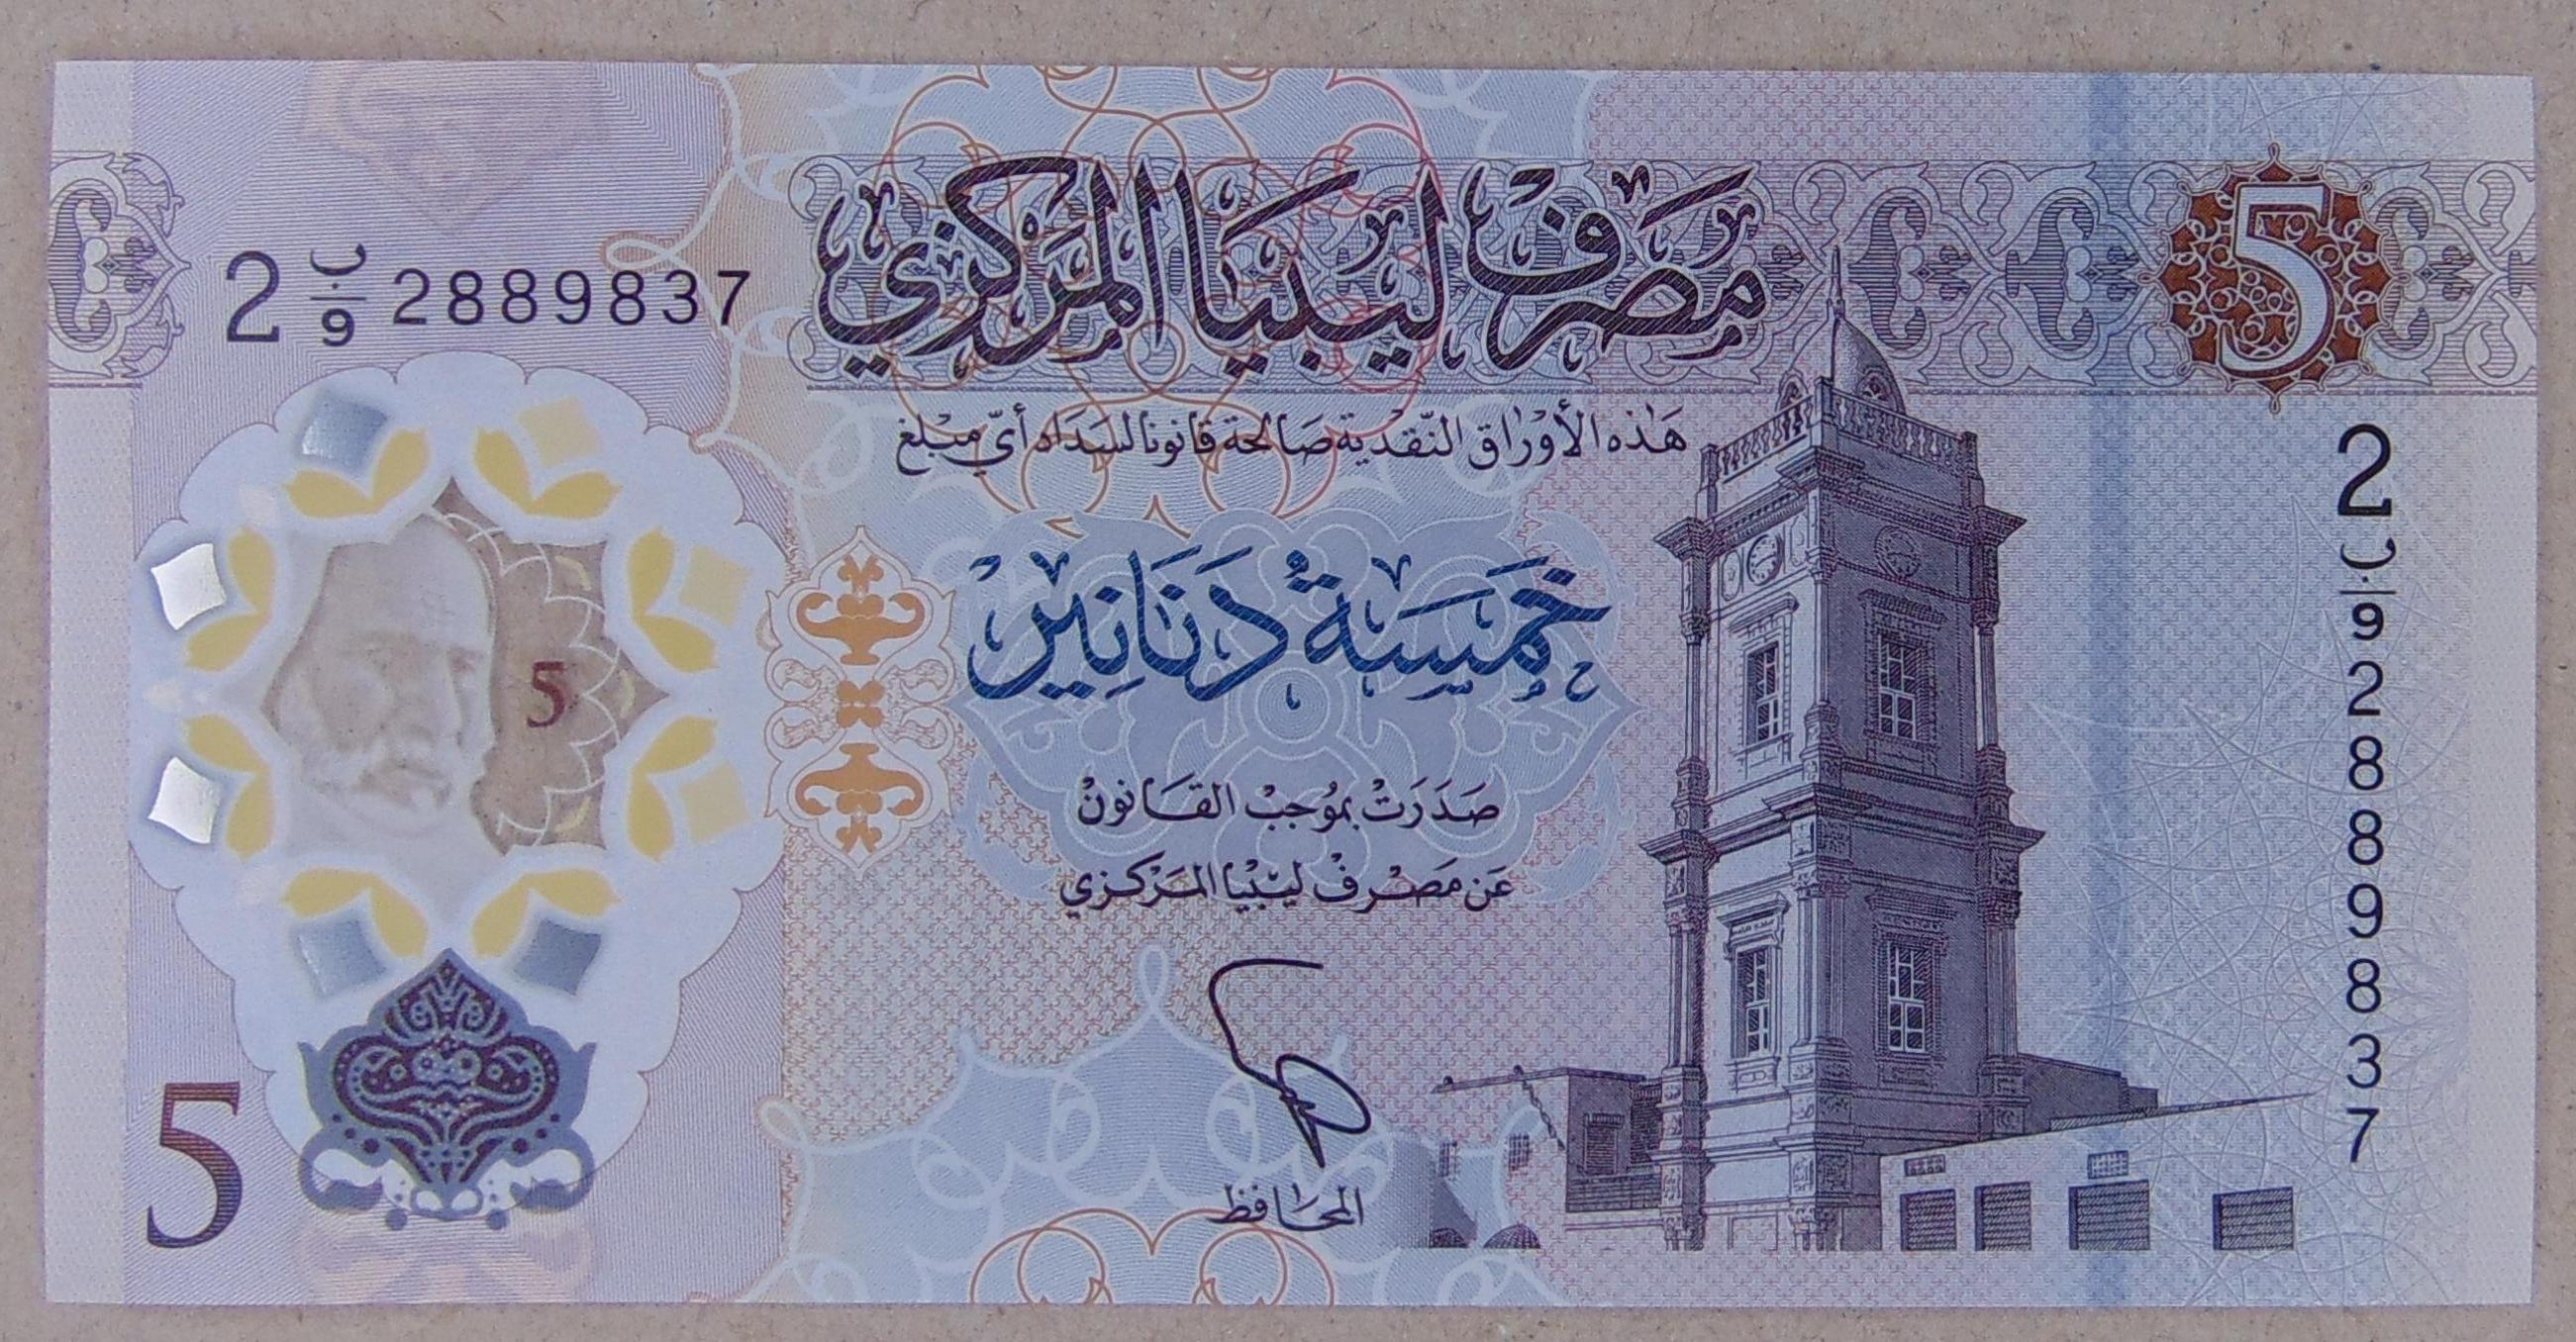 مصرف ليبيا المركزي
5
2 ب/9 2889837
هذه الأوراق النقدية صالحة قانونا لسداد أي مبلغ
خمسة دنانير
5
صدرت بموجب القانون
عن مصرف ليبيا المركزي
المحافظ
5
2 ب/9 2889837